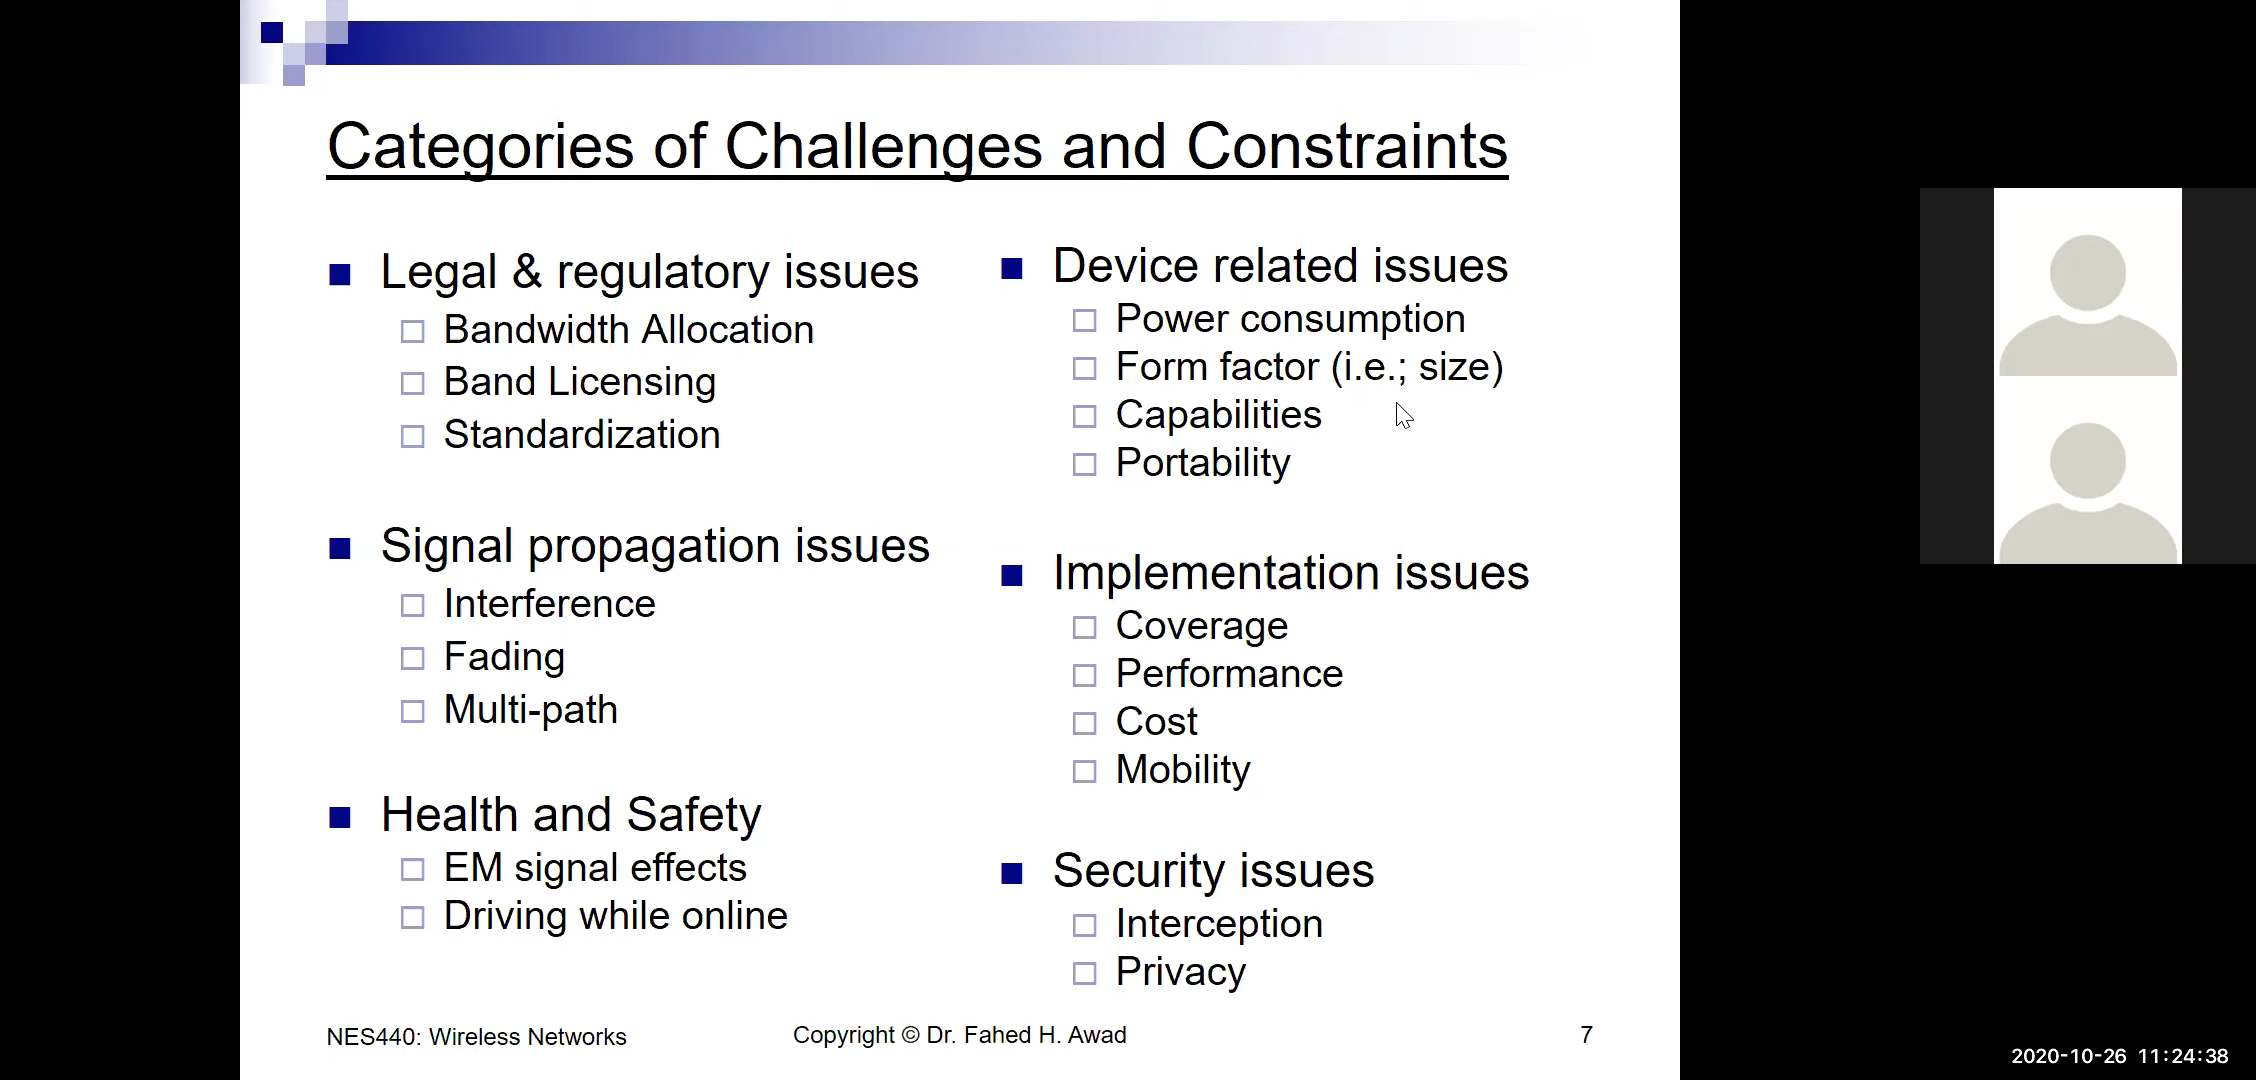 Categories of Challenges and Constraints
Legal & regulatory issues
Bandwidth Allocation
Band Licensing
Standardization
Signal propagation issues
Interference
Fading
Multi-path
Health and Safety
EM signal effects
Driving while online
Device related issues
Power consumption
Form factor (i.e.; size)
Capabilities
Portability
Implementation issues
Coverage
Performance
Cost
Mobility
Security issues
Interception
Privacy
NES440: Wireless Networks
Copyright © Dr. Fahed H. Awad
7
2020-10-26 11:24:38